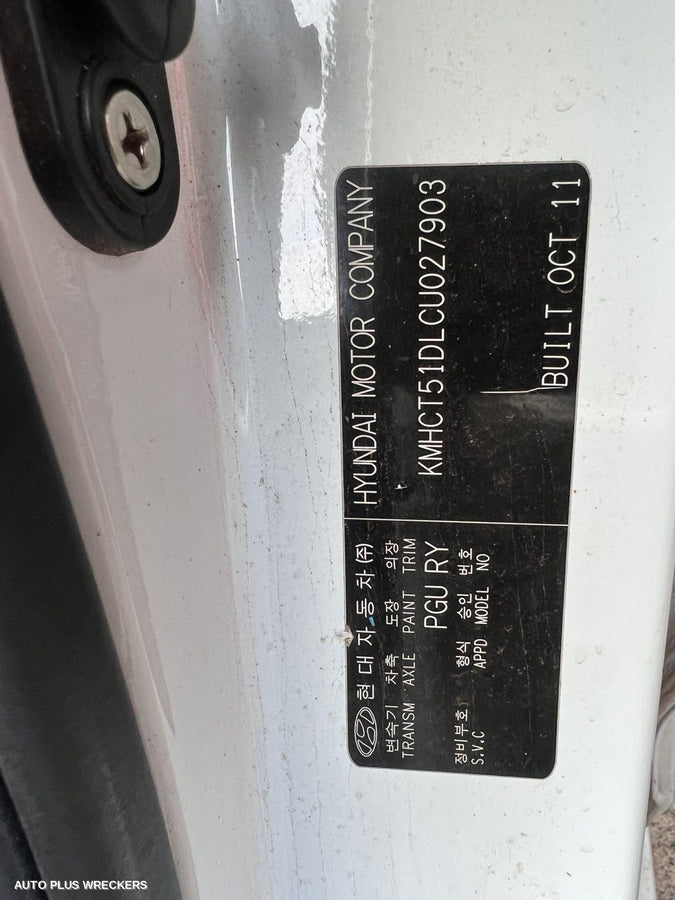 현대자동차(주) HYUNDAI MOTOR COMPANY
변속기 차축 도장 의장
TRANSM AXLE PAINT TRIM
PGU RY KMHCT51DLCU027903
정비부호 형식 승인 번호
S.V.C APPD MODEL NO
BUILT OCT 11
AUTO PLUS WRECKERS